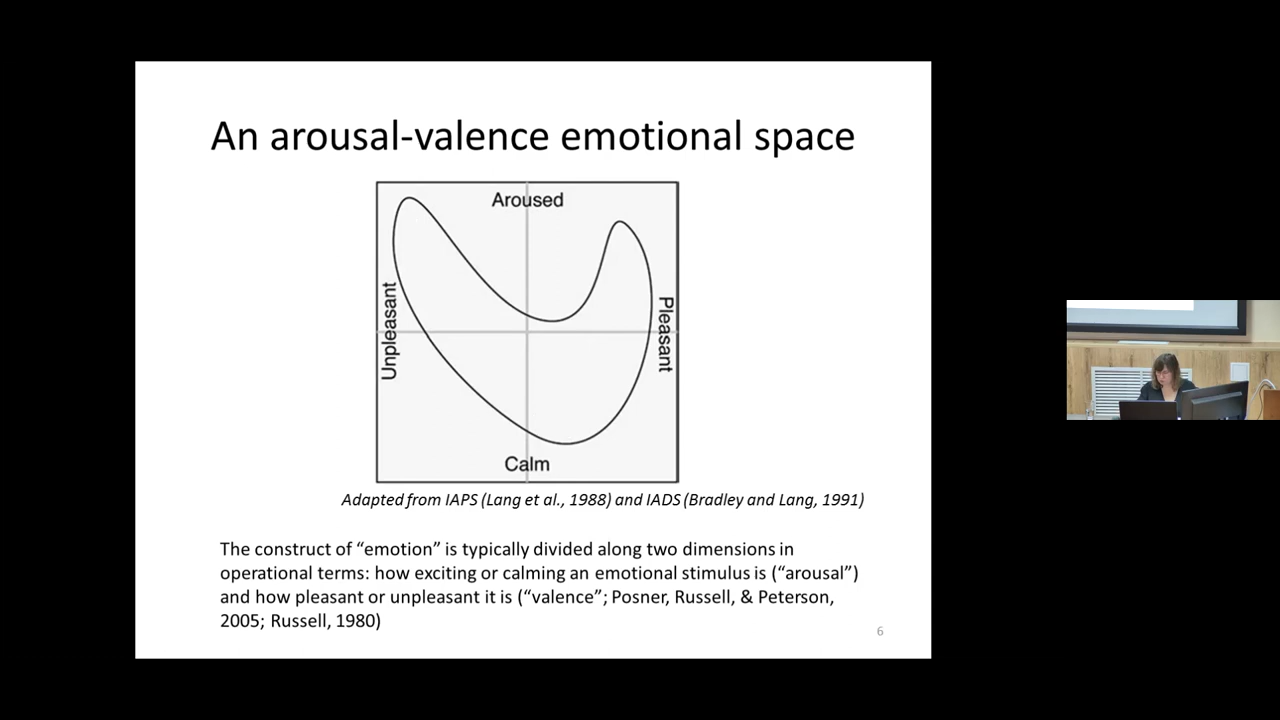 An arousal-valence emotional space
Aroused
Unpleasant
Pleasant
Calm
Adapted from IAPS (Lang et al., 1988) and IADS (Bradley and Lang, 1991)
The construct of “emotion” is typically divided along two dimensions in
operational terms: how exciting or calming an emotional stimulus is (“arousal”)
and how pleasant or unpleasant it is (“valence”; Posner, Russell, & Peterson,
2005; Russell, 1980)
6